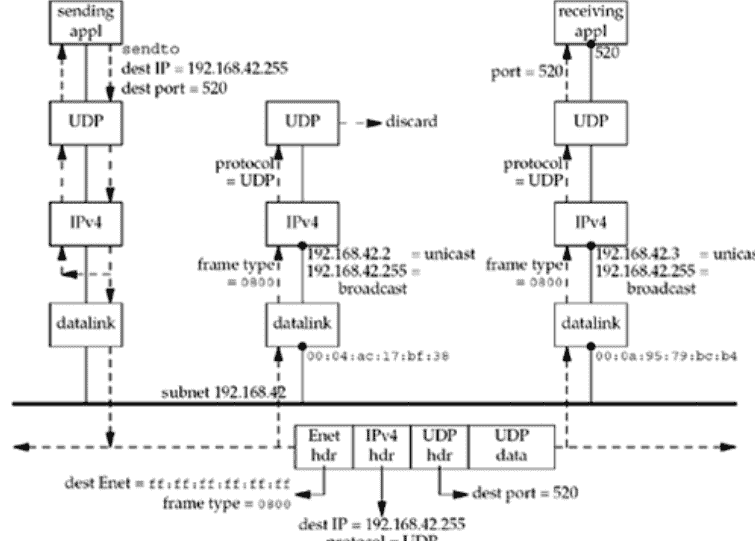 sending
appl
sendto
dest IP = 192.168.42.255
dest port = 520
receiving
appl
520
port = 520
UDP
UDP
discard
UDP
protocol
= UDP
protocol
= UDP
IPv4
IPv4
IPv4
192.168.42.2 = unicast
192.168.42.255 =
broadcast
192.168.42.3 = unicas
192.168.42.255 =
broadcast
frame type
= 0800
frame type
= 0800
datalink
datalink
datalink
00:04:ac:17:bf:38
00:0a:95:79:bc:b4
subnet 192.168.42
Enet
hdr
IPv4
hdr
UDP
hdr
UDP
data
dest Enet = ff:ff:ff:ff:ff:ff
frame type = 0800
dest port = 520
dest IP = 192.168.42.255
protocol = UDP